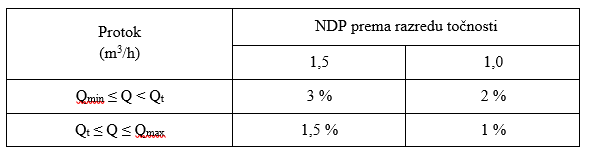 Protok
(m³/h)
NDP prema razredu točnosti
1,5
1,0
Qmin ≤ Q < Qt
3 %
2 %
Qt ≤ Q ≤ Qmax
1,5 %
1 %